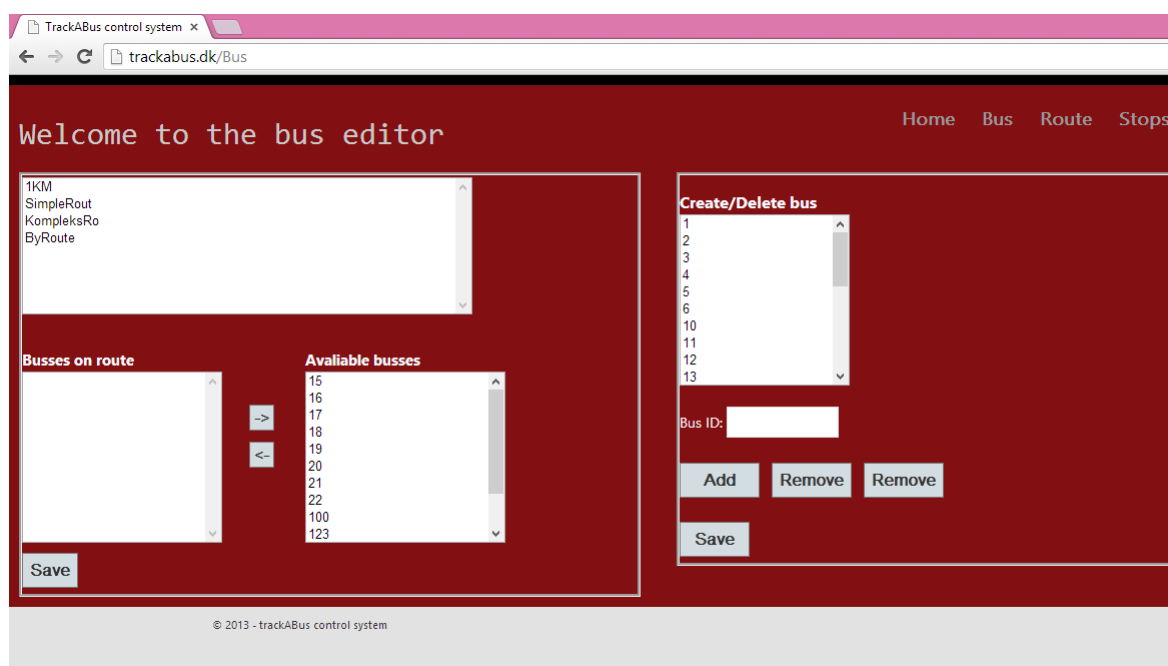 TrackABus control system
trackabus.dk/Bus
Home Bus Route Stops
Welcome to the bus editor
1KM
SimpleRout
KompleksRo
ByRoute
Busses on route
Avaliable busses
15
16
17
18
19
20
21
22
100
123
->
<-
Save
Create/Delete bus
1
2
3
4
5
6
10
11
12
13
Bus ID:
Add Remove Remove
Save
© 2013 - trackABus control system